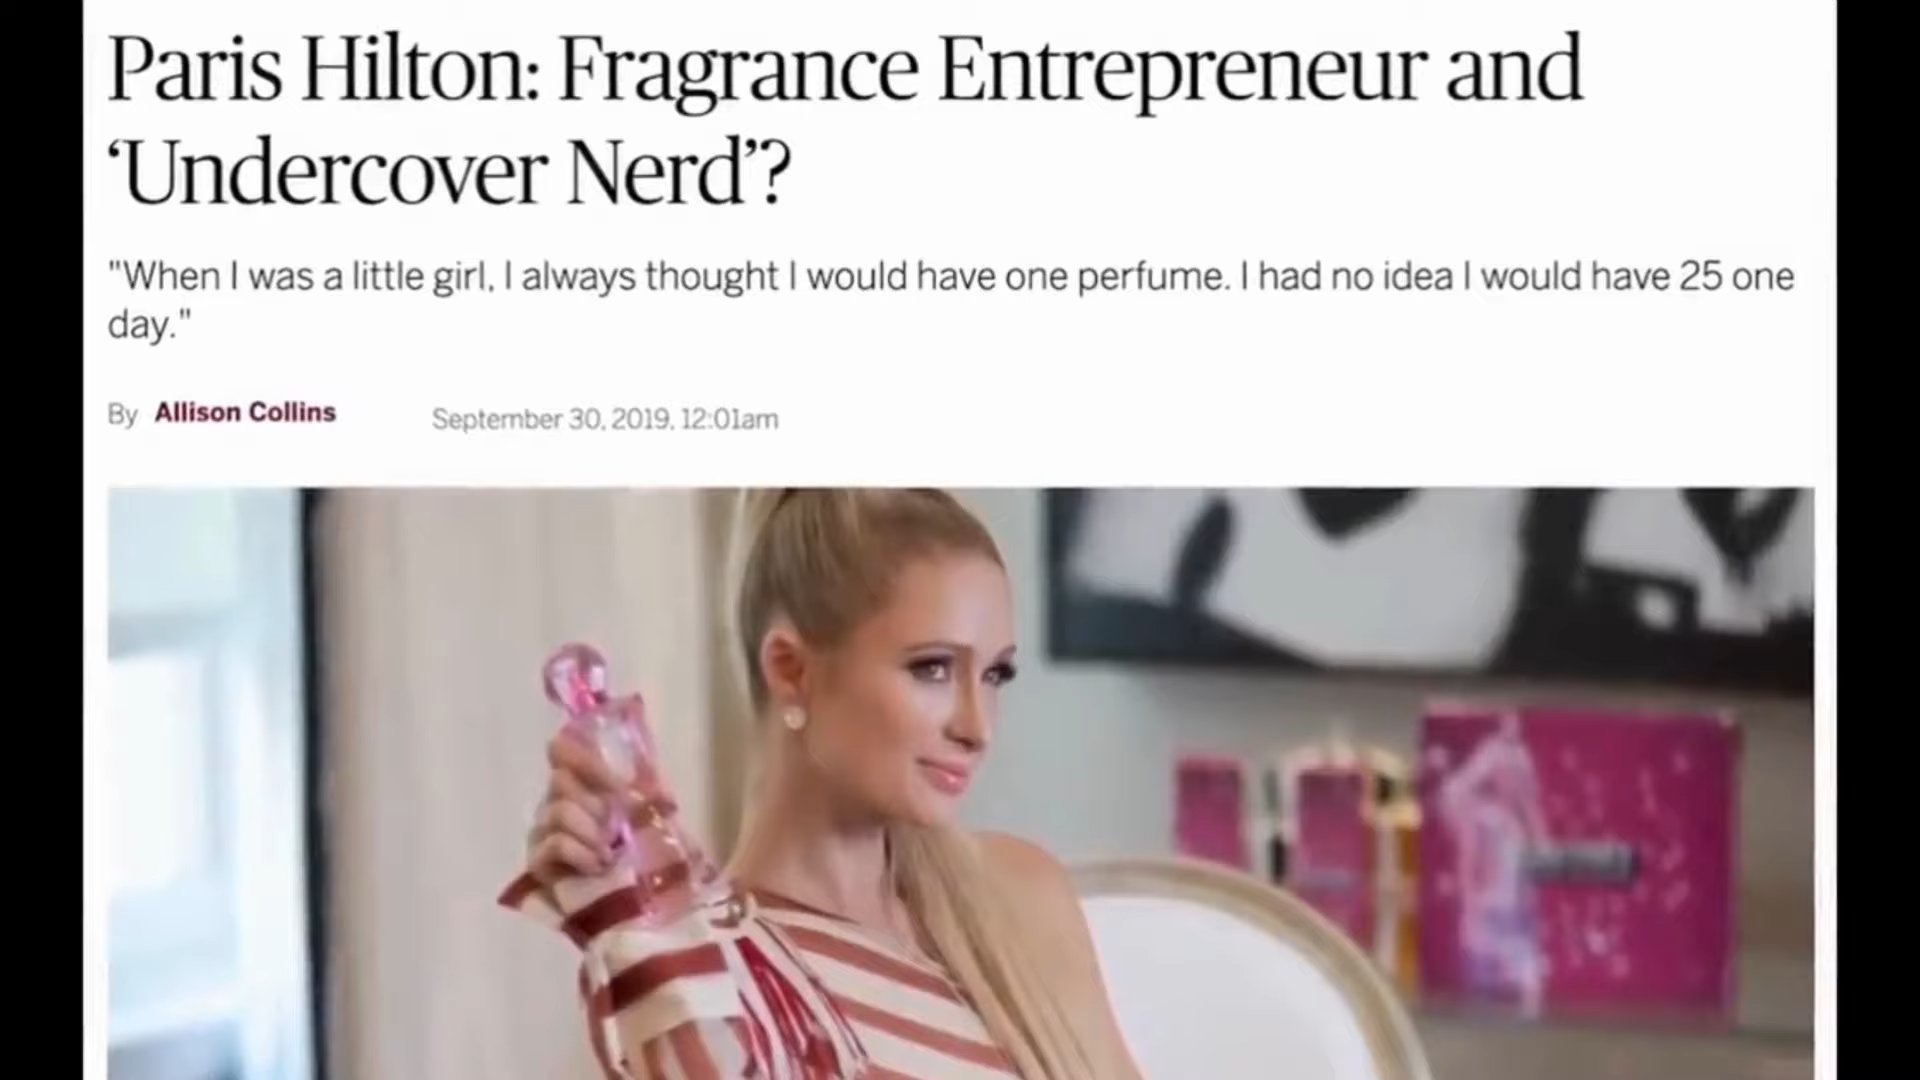 Paris Hilton: Fragrance Entrepreneur and
‘Undercover Nerd’?
"When I was a little girl, I always thought I would have one perfume. I had no idea I would have 25 one
day."
By Allison Collins September 30, 2019, 12:01am